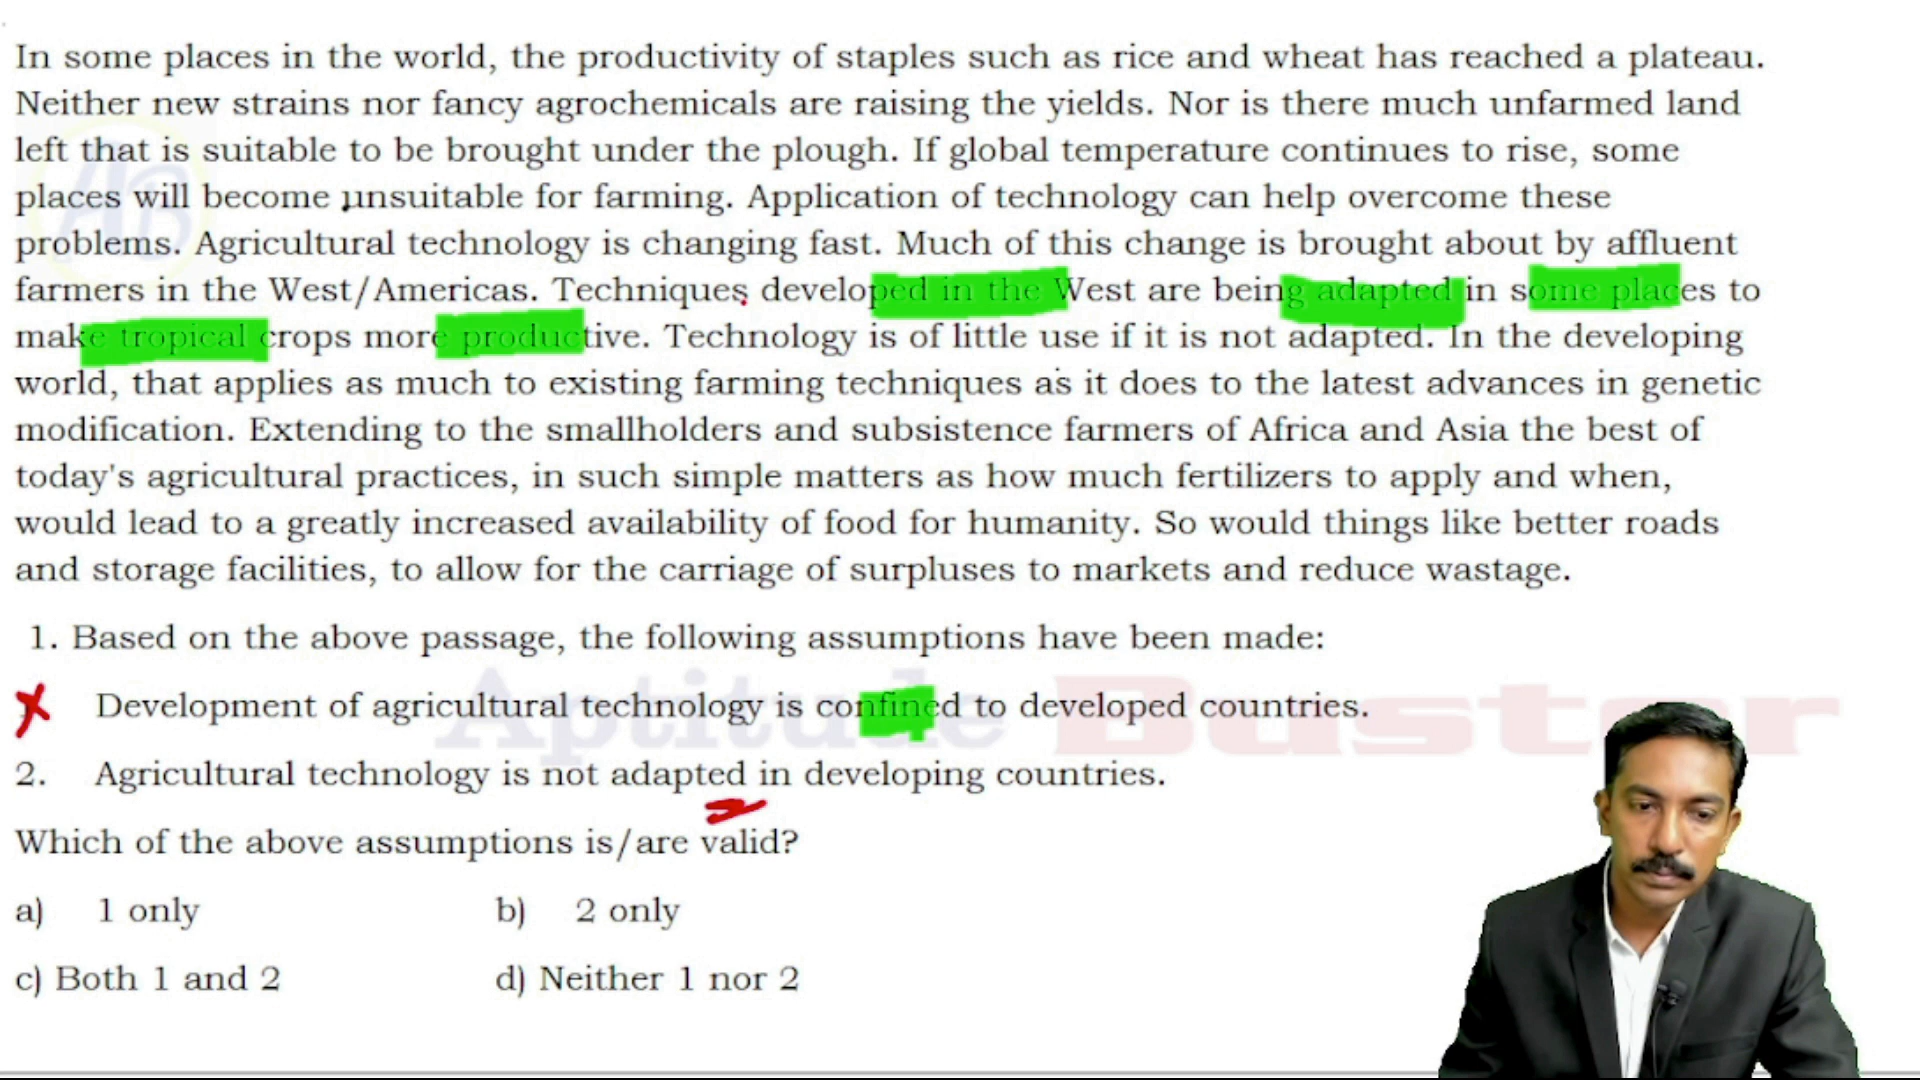 In some places in the world, the productivity of staples such as rice and wheat has reached a plateau.
Neither new strains nor fancy agrochemicals are raising the yields. Nor is there much unfarmed land
left that is suitable to be brought under the plough. If global temperature continues to rise, some
places will become unsuitable for farming. Application of technology can help overcome these
problems. Agricultural technology is changing fast. Much of this change is brought about by affluent
farmers in the West/Americas. Techniques developed in the West are being adapted in some places to
make tropical crops more productive. Technology is of little use if it is not adapted. In the developing
world, that applies as much to existing farming techniques as it does to the latest advances in genetic
modification. Extending to the smallholders and subsistence farmers of Africa and Asia the best of
today's agricultural practices, in such simple matters as how much fertilizers to apply and when,
would lead to a greatly increased availability of food for humanity. So would things like better roads
and storage facilities, to allow for the carriage of surpluses to markets and reduce wastage.
1. Based on the above passage, the following assumptions have been made:
Development of agricultural technology is confined to developed countries.
2. Agricultural technology is not adapted in developing countries.
Which of the above assumptions is/are valid?
a) 1 only b) 2 only
c) Both 1 and 2 d) Neither 1 nor 2
Aptitude Buster
AB